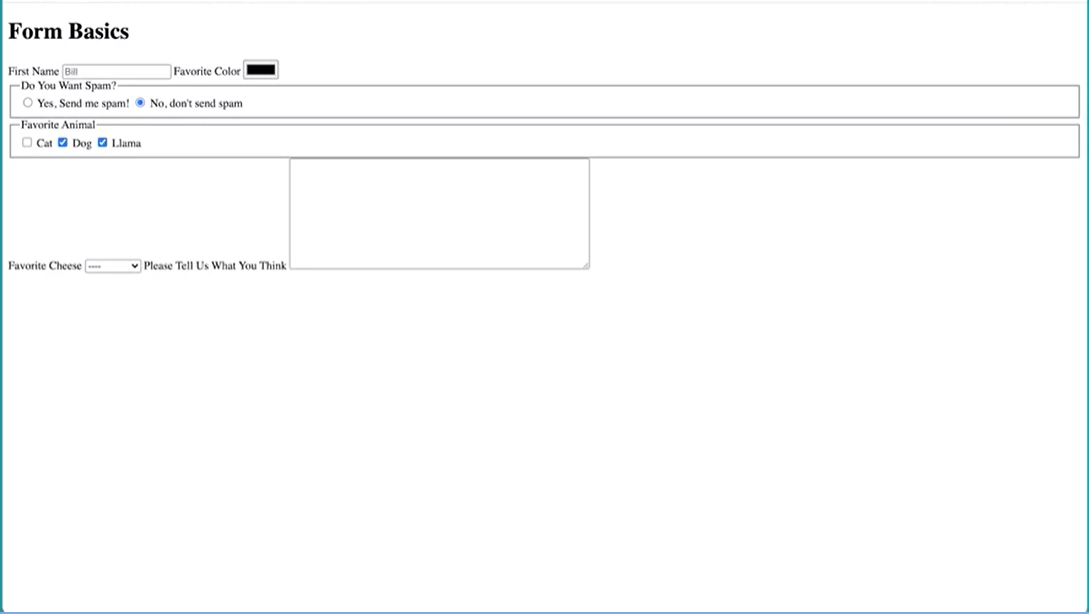 Form Basics
First Name Bill Favorite Color
Do You Want Spam?
Yes, Send me spam! No, don't send spam
Favorite Animal
Cat Dog Llama
Favorite Cheese ---- Please Tell Us What You Think